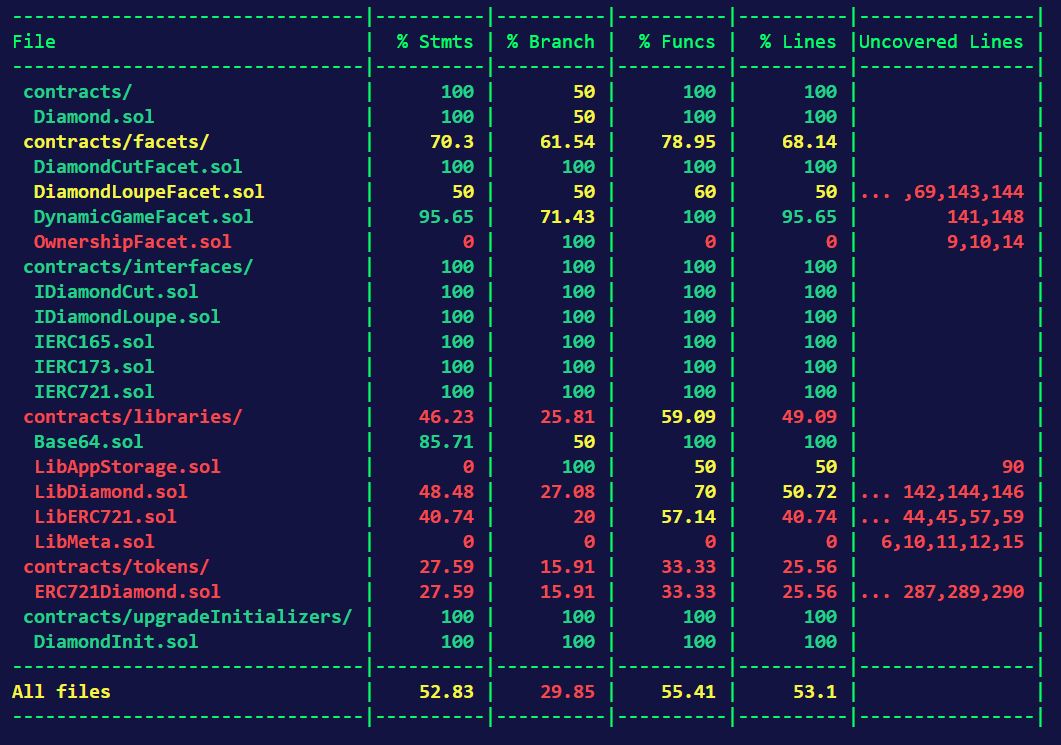 ---------------------------------|----------|----------|----------|----------|----------------|
File                             |  % Stmts | % Branch |  % Funcs |  % Lines |Uncovered Lines |
---------------------------------|----------|----------|----------|----------|----------------|
 contracts/                      |      100 |       50 |      100 |      100 |                |
  Diamond.sol                    |      100 |       50 |      100 |      100 |                |
 contracts/facets/               |     70.3 |    61.54 |    78.95 |    68.14 |                |
  DiamondCutFacet.sol            |      100 |      100 |      100 |      100 |                |
  DiamondLoupeFacet.sol          |       50 |       50 |       60 |       50 |... ,69,143,144 |
  DynamicGameFacet.sol           |    95.65 |    71.43 |      100 |    95.65 |        141,148 |
  OwnershipFacet.sol             |        0 |      100 |        0 |        0 |        9,10,14 |
 contracts/interfaces/           |      100 |      100 |      100 |      100 |                |
  IDiamondCut.sol                |      100 |      100 |      100 |      100 |                |
  IDiamondLoupe.sol              |      100 |      100 |      100 |      100 |                |
  IERC165.sol                    |      100 |      100 |      100 |      100 |                |
  IERC173.sol                    |      100 |      100 |      100 |      100 |                |
  IERC721.sol                    |      100 |      100 |      100 |      100 |                |
 contracts/libraries/            |    46.23 |    25.81 |    59.09 |    49.09 |                |
  Base64.sol                     |    85.71 |       50 |      100 |      100 |                |
  LibAppStorage.sol              |        0 |      100 |       50 |       50 |             90 |
  LibDiamond.sol                 |    48.48 |    27.08 |       70 |    50.72 |... 142,144,146 |
  LibERC721.sol                  |    40.74 |       20 |    57.14 |    40.74 |... 44,45,57,59 |
  LibMeta.sol                    |        0 |        0 |        0 |        0 |  6,10,11,12,15 |
 contracts/tokens/               |    27.59 |    15.91 |    33.33 |    25.56 |                |
  ERC721Diamond.sol              |    27.59 |    15.91 |    33.33 |    25.56 |... 287,289,290 |
 contracts/upgradeInitializers/  |      100 |      100 |      100 |      100 |                |
  DiamondInit.sol                |      100 |      100 |      100 |      100 |                |
---------------------------------|----------|----------|----------|----------|----------------|
All files                        |    52.83 |    29.85 |    55.41 |     53.1 |                |
---------------------------------|----------|----------|----------|----------|----------------|